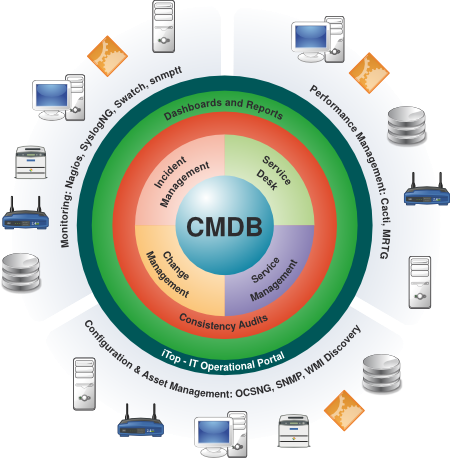 Monitoring: Nagios, SyslogNG, Swatch, snmptt
Performance Management: Cacti, MRTG
Dashboards and Reports
Incident
Management
Service
Desk
CMDB
Change
Management
Service
Management
Consistency Audits
iTop - IT Operational Portal
Configuration & Asset Management: OCSNG, SNMP, WMI Discovery